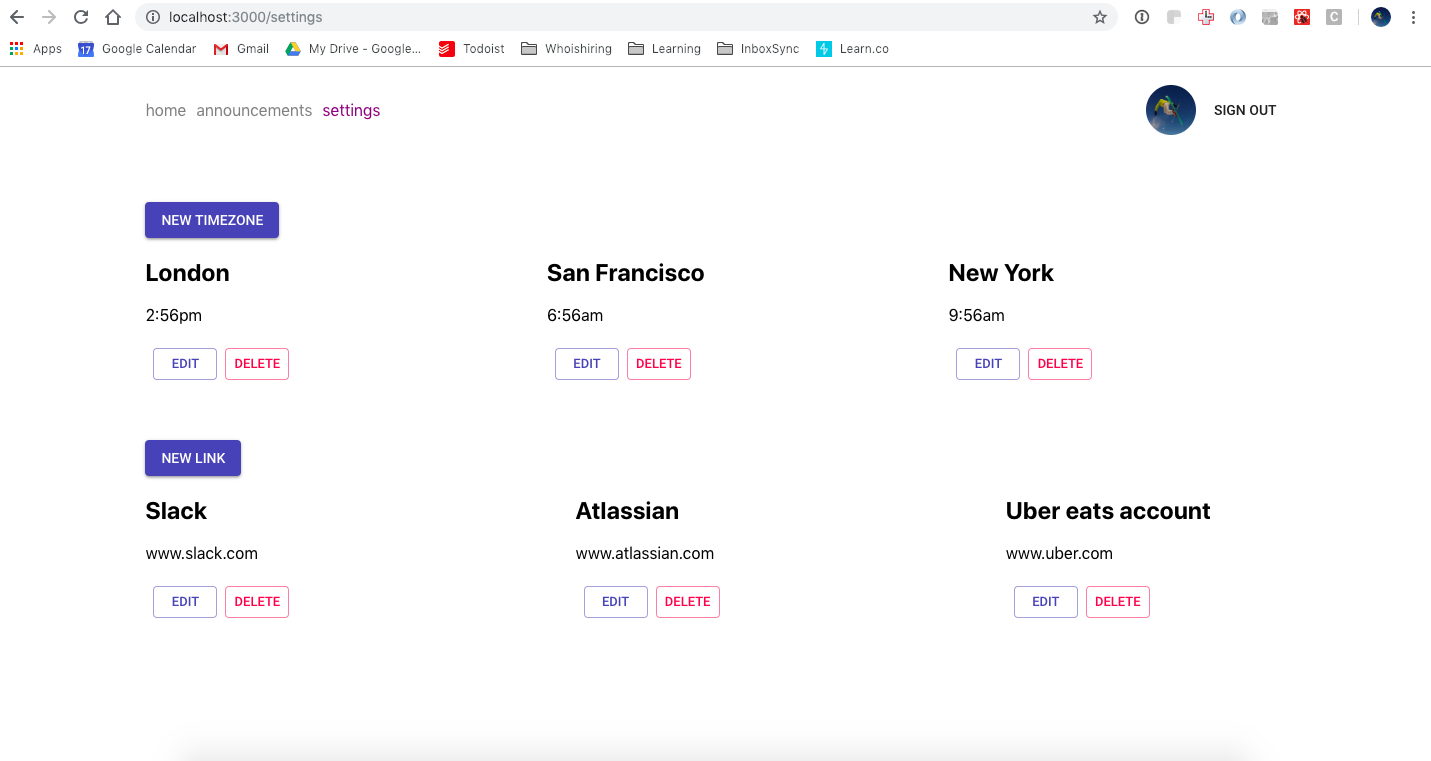 localhost:3000/settings
Apps 17 Google Calendar Gmail My Drive - Google... Todoist Whoishiring Learning InboxSync Learn.co
home announcements settings SIGN OUT
NEW TIMEZONE
London San Francisco New York
2:56pm 6:56am 9:56am
EDIT DELETE EDIT DELETE EDIT DELETE
NEW LINK
Slack Atlassian Uber eats account
www.slack.com www.atlassian.com www.uber.com
EDIT DELETE EDIT DELETE EDIT DELETE